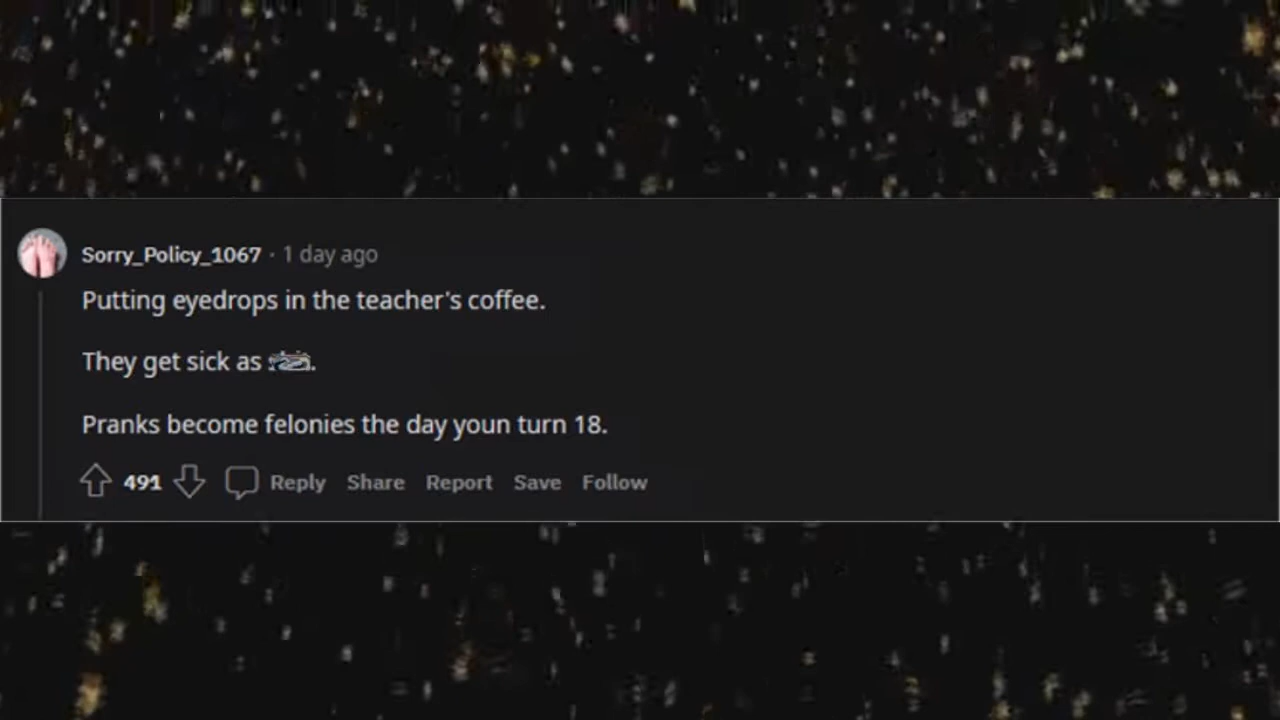 Sorry_Policy_1067 · 1 day ago
Putting eyedrops in the teacher's coffee.
They get sick as .
Pranks become felonies the day youn turn 18.
491 Reply Share Report Save Follow